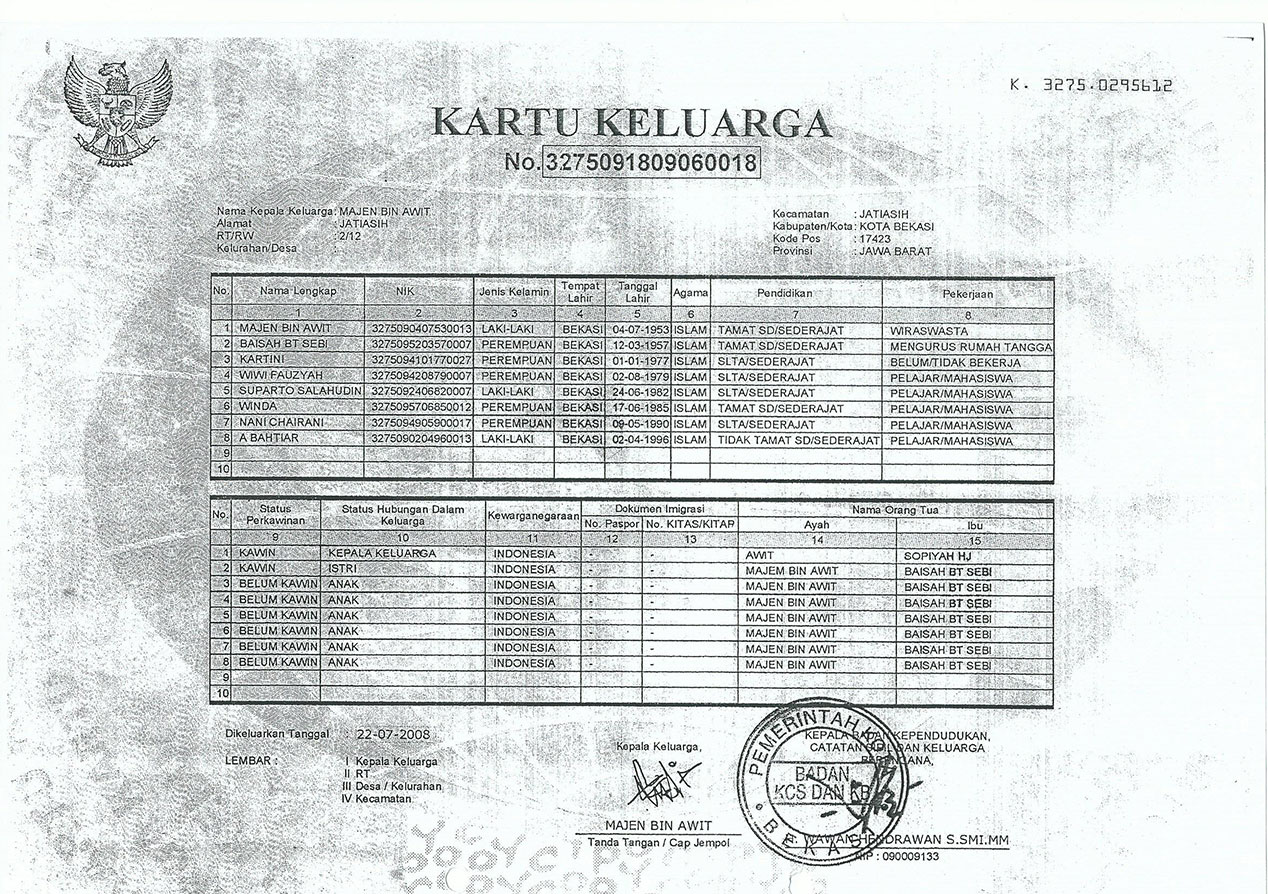 K. 3275.0295612
KARTU KELUARGA
No. 3275091809060018
Nama Kepala Keluarga : MAJEN BIN AWIT
Alamat : JATIASIH
RT/RW : 2/12
Kelurahan/Desa :
Kecamatan : JATIASIH
Kabupaten/Kota : KOTA BEKASI
Kode Pos : 17423
Provinsi : JAWA BARAT
No. Nama Lengkap NIK Jenis Kelamin Tempat Lahir Tanggal Lahir Agama Pendidikan Pekerjaan
1 2 3 4 5 6 7 8
1 MAJEN BIN AWIT 3275090407530013 LAKI-LAKI BEKASI 04-07-1953 ISLAM TAMAT SD/SEDERAJAT WIRASWASTA
2 BAISAH BT SEBI 3275095203570007 PEREMPUAN BEKASI 12-03-1957 ISLAM TAMAT SD/SEDERAJAT MENGURUS RUMAH TANGGA
3 KARTINI 3275094101770027 PEREMPUAN BEKASI 01-01-1977 ISLAM SLTA/SEDERAJAT BELUM/TIDAK BEKERJA
4 WIWI FAUZYAH 3275094208790007 PEREMPUAN BEKASI 02-08-1979 ISLAM SLTA/SEDERAJAT PELAJAR/MAHASISWA
5 SUPARTO SALAHUDIN 3275092406820007 LAKI-LAKI BEKASI 24-06-1982 ISLAM SLTA/SEDERAJAT PELAJAR/MAHASISWA
6 WINDA 3275095706850012 PEREMPUAN BEKASI 17-06-1985 ISLAM TAMAT SD/SEDERAJAT PELAJAR/MAHASISWA
7 NANI CHAIRANI 3275094905900017 PEREMPUAN BEKASI 09-05-1990 ISLAM SLTA/SEDERAJAT PELAJAR/MAHASISWA
8 A BAHTIAR 3275090204960013 LAKI-LAKI BEKASI 02-04-1996 ISLAM TIDAK TAMAT SD/SEDERAJAT PELAJAR/MAHASISWA
9
10
No. Status Perkawinan Status Hubungan Dalam Keluarga Kewarganegaraan Dokumen Imigrasi Nama Orang Tua
No. Paspor No. KITAS/KITAP Ayah Ibu
9 10 11 12 13 14 15
1 KAWIN KEPALA KELUARGA INDONESIA - - AWIT SOPIYAH HJ
2 KAWIN ISTRI INDONESIA - - MAJEM BIN AWIT BAISAH BT SEBI
3 BELUM KAWIN ANAK INDONESIA - - MAJEN BIN AWIT BAISAH BT SEBI
4 BELUM KAWIN ANAK INDONESIA - - MAJEN BIN AWIT BAISAH BT SEBI
5 BELUM KAWIN ANAK INDONESIA - - MAJEN BIN AWIT BAISAH BT SEBI
6 BELUM KAWIN ANAK INDONESIA - - MAJEN BIN AWIT BAISAH BT SEBI
7 BELUM KAWIN ANAK INDONESIA - - MAJEN BIN AWIT BAISAH BT SEBI
8 BELUM KAWIN ANAK INDONESIA - - MAJEN BIN AWIT BAISAH BT SEBI
9
10
Dikeluarkan Tanggal : 22-07-2008
LEMBAR : I Kepala Keluarga
II RT
III Desa / Kelurahan
IV Kecamatan
Kepala Keluarga,
MAJEN BIN AWIT
Tanda Tangan / Cap Jempol
KEPALA BADAN KEPENDUDUKAN,
CATATAN SIPIL DAN KELUARGA
BERENCANA,
PEMERINTAH
BADAN
KCS DAN KB
BEKASI
WAWAN HENDRAWAN S.SMI.MM
NIP : 090009133